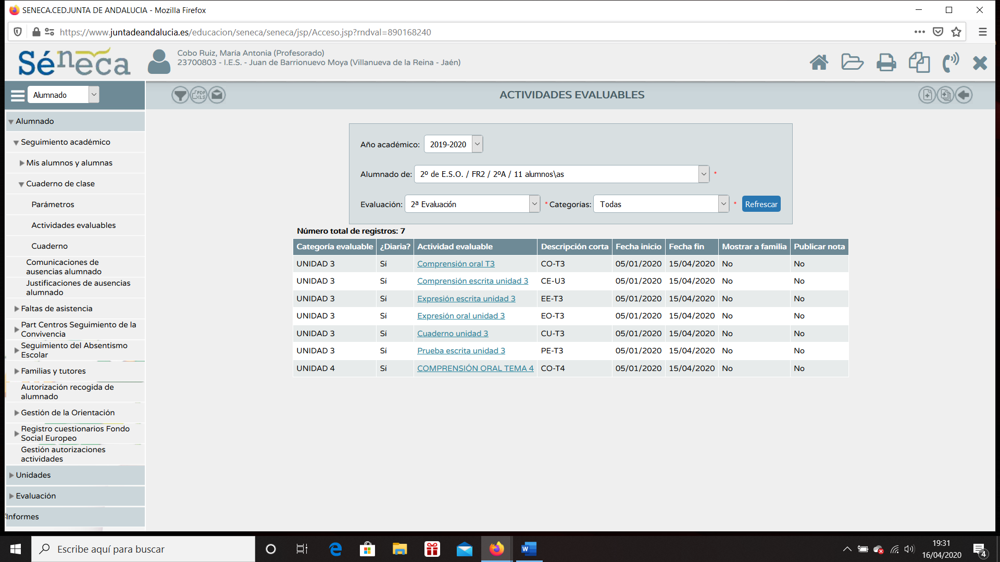 SENECA.CED.JUNTA DE ANDALUCIA - Mozilla Firefox
https://www.juntadeandalucia.es/educacion/seneca/seneca/jsp/Acceso.jsp?rndval=890168240
Séneca
Cobo Ruiz, María Antonia (Profesorado)
23700803 - I.E.S. - Juan de Barrionuevo Moya (Villanueva de la Reina - Jaén)
Alumnado
PDF
XLS
ACTIVIDADES EVALUABLES
Alumnado
Seguimiento académico
Mis alumnos y alumnas
Cuaderno de clase
Parámetros
Actividades evaluables
Cuaderno
Comunicaciones de
ausencias alumnado
Justificaciones de ausencias
alumnado
Faltas de asistencia
Part Centros Seguimiento de la
Convivencia
Seguimiento del Absentismo
Escolar
Familias y tutores
Autorización recogida de
alumnado
Gestión de la Orientación
Registro cuestionarios Fondo
Social Europeo
Gestión autorizaciones
actividades
Unidades
Evaluación
Informes
Año académico: 2019-2020
Alumnado de: 2º de E.S.O. / FR2 / 2ºA / 11 alumnos\as *
Evaluación: 2ª Evaluación * Categorías: Todas * Refrescar
Número total de registros: 7
Categoría evaluable ¿Diaria? Actividad evaluable Descripción corta Fecha inicio Fecha fin Mostrar a familia Publicar nota
UNIDAD 3 Sí Comprensión oral T3 CO-T3 05/01/2020 15/04/2020 No No
UNIDAD 3 Sí Comprensión escrita unidad 3 CE-U3 05/01/2020 15/04/2020 No No
UNIDAD 3 Sí Expresión escrita unidad 3 EE-T3 05/01/2020 15/04/2020 No No
UNIDAD 3 Sí Expresión oral unidad 3 EO-T3 05/01/2020 15/04/2020 No No
UNIDAD 3 Sí Cuaderno unidad 3 CU-T3 05/01/2020 15/04/2020 No No
UNIDAD 3 Sí Prueba escrita unidad 3 PE-T3 05/01/2020 15/04/2020 No No
UNIDAD 4 Sí COMPRENSIÓN ORAL TEMA 4 CO-T4 05/01/2020 15/04/2020 No No
Escribe aquí para buscar
19:31
16/04/2020
4